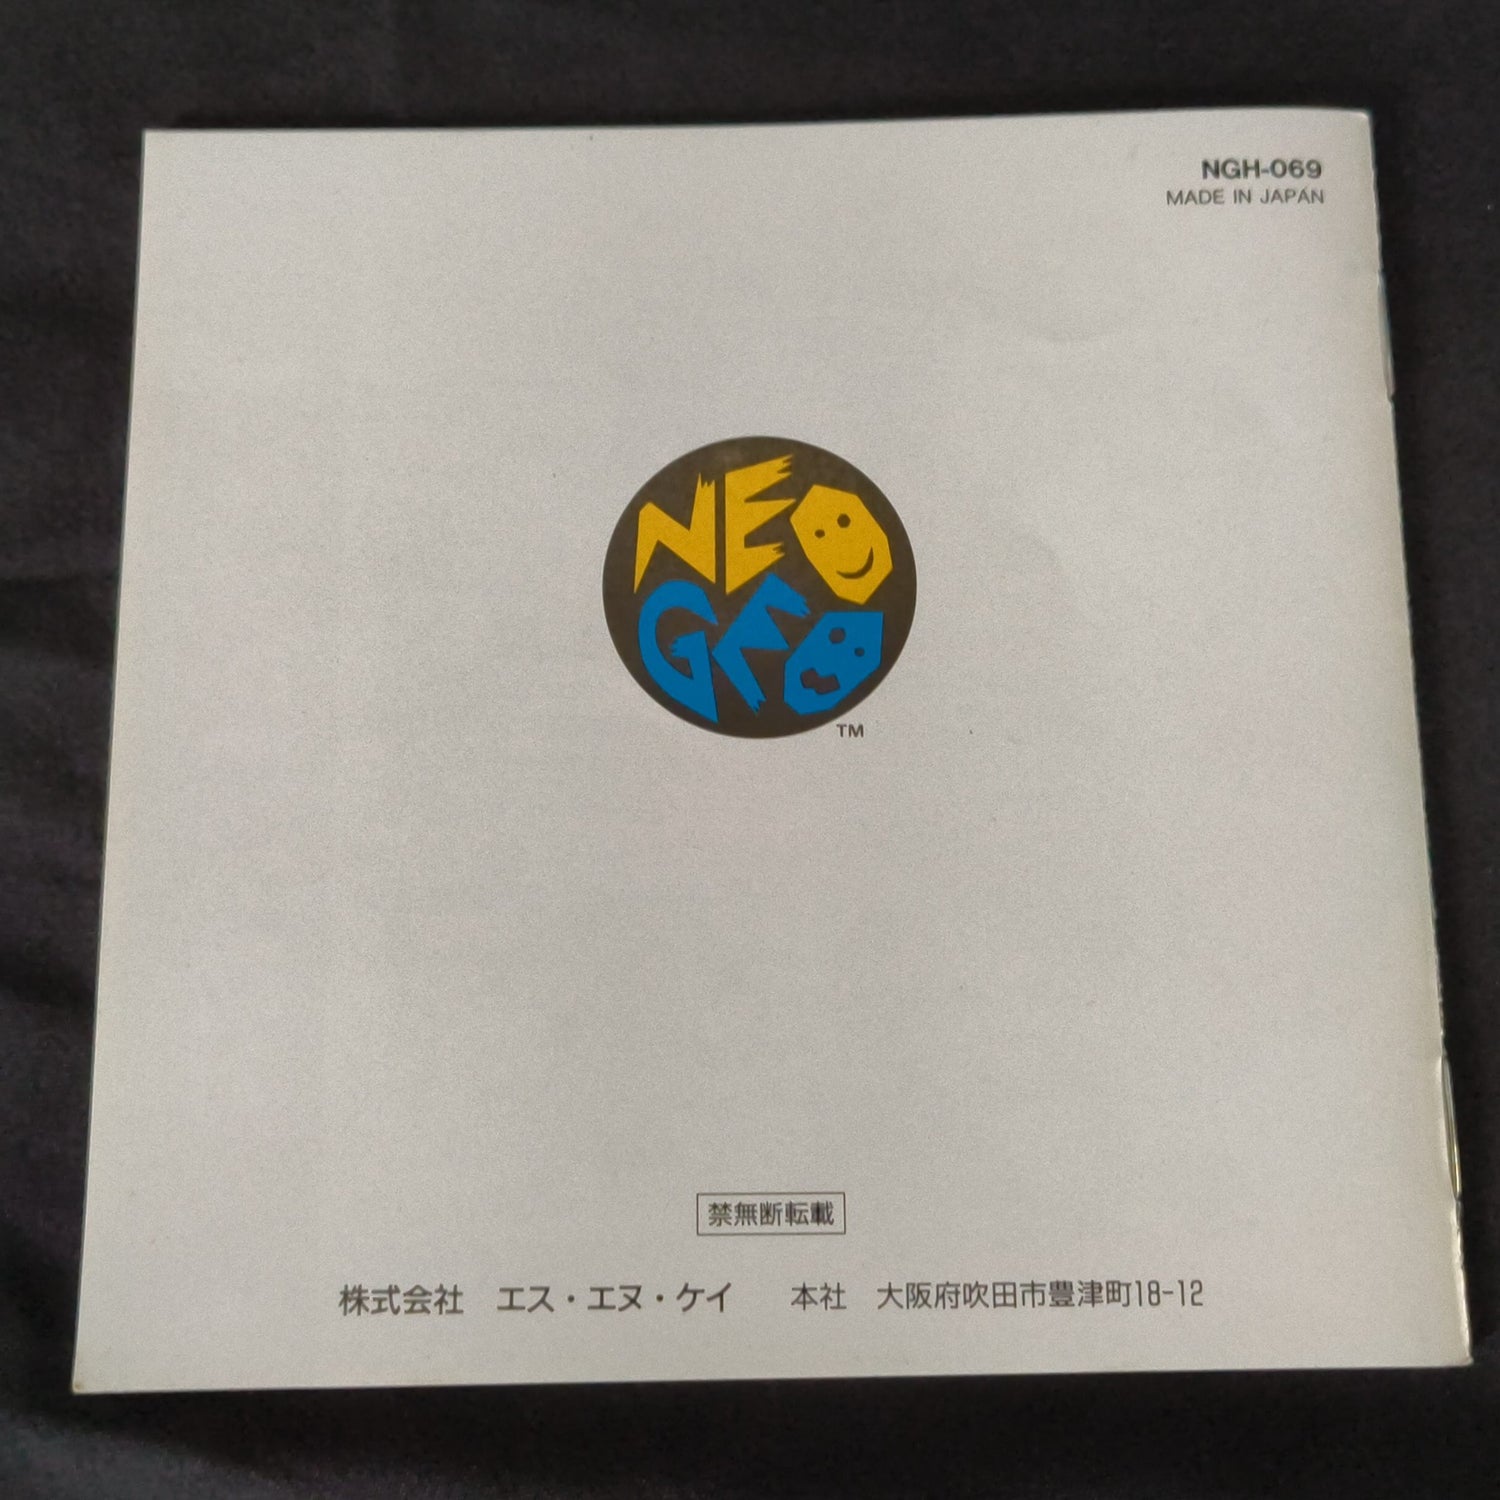 NGH-069
MADE IN JAPAN
NEO
GEO
TM
禁無断転載
株式会社 エス・エヌ・ケイ 本社 大阪府吹田市豊津町18-12